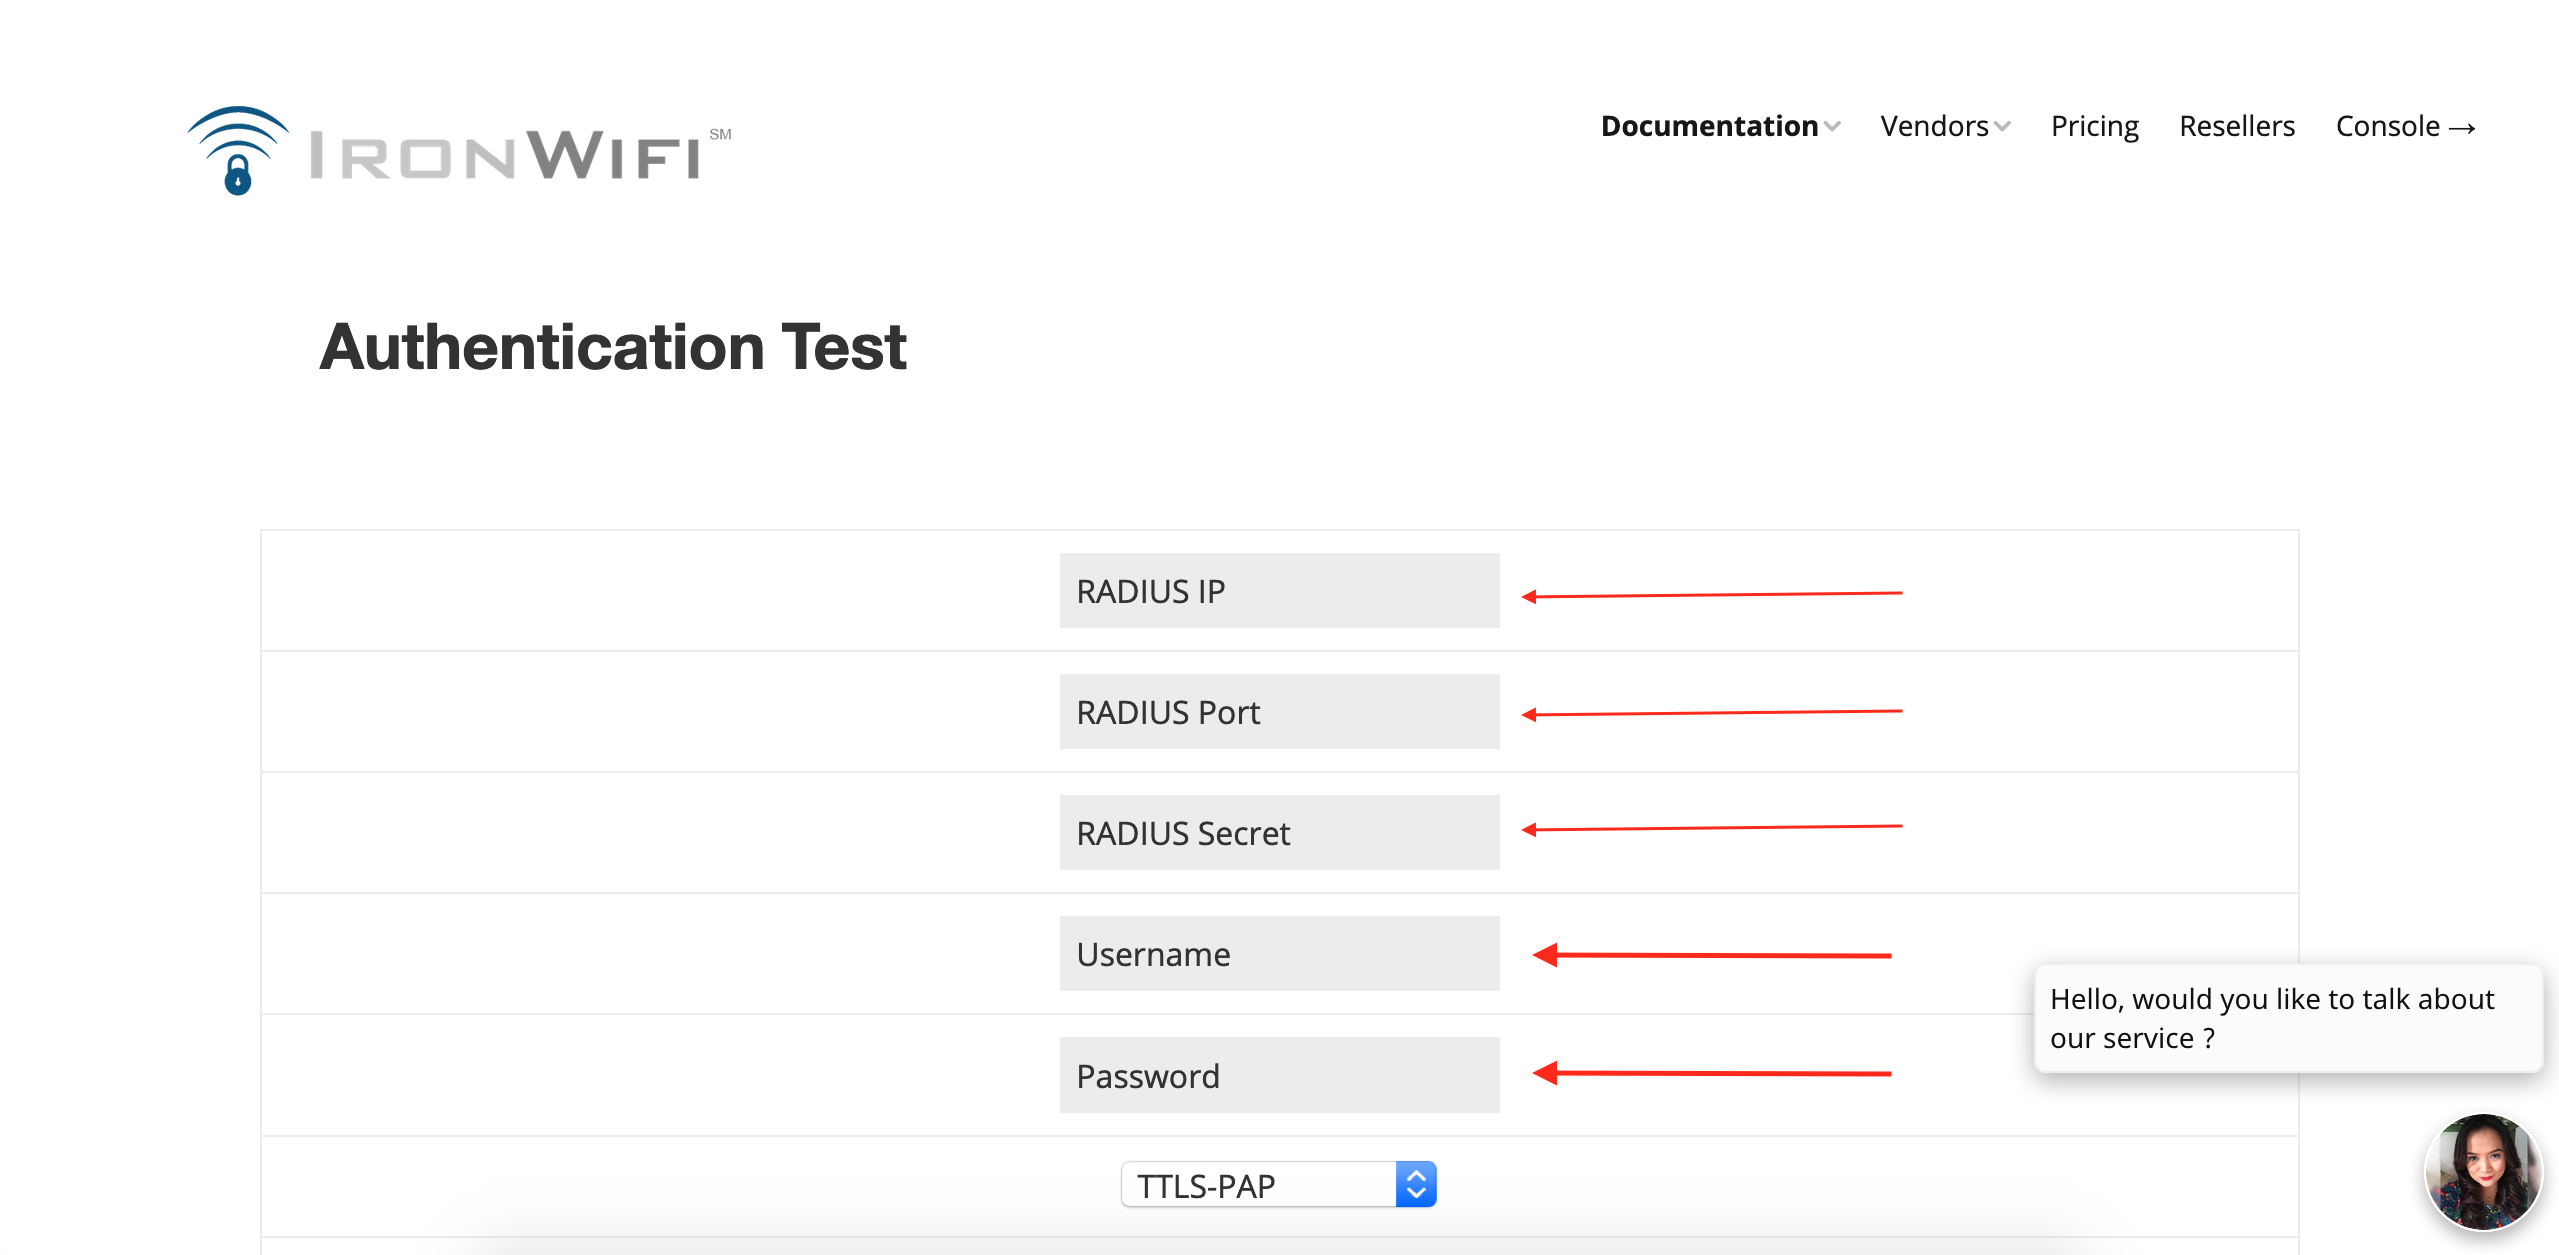 IRONWIFI SM
Documentation Vendors Pricing Resellers Console →
Authentication Test
RADIUS IP
RADIUS Port
RADIUS Secret
Username
Password
Hello, would you like to talk about
our service ?
TTLS-PAP